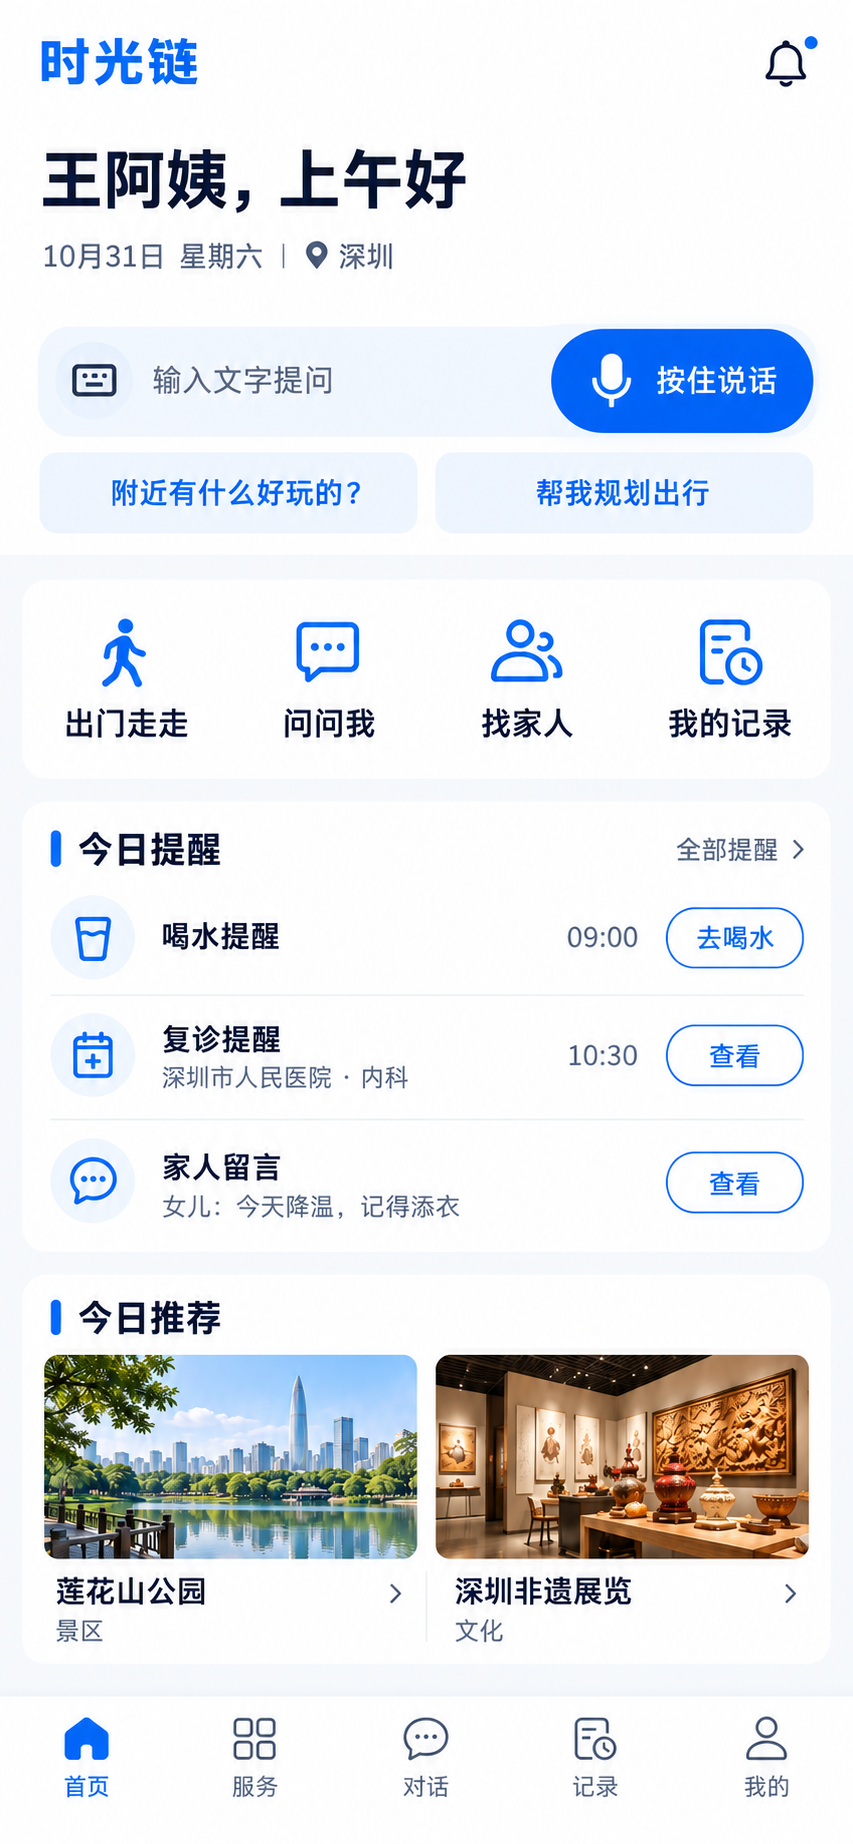 时光链
王阿姨，上午好
10月31日 星期六 | 深圳
输入文字提问
按住说话
附近有什么好玩的？
帮我规划出行
出门走走
问问我
找家人
我的记录
今日提醒
全部提醒
喝水提醒
09:00
去喝水
复诊提醒
深圳市人民医院 · 内科
10:30
查看
家人留言
女儿：今天降温，记得添衣
查看
今日推荐
莲花山公园
景区
深圳非遗展览
文化
首页
服务
对话
记录
我的